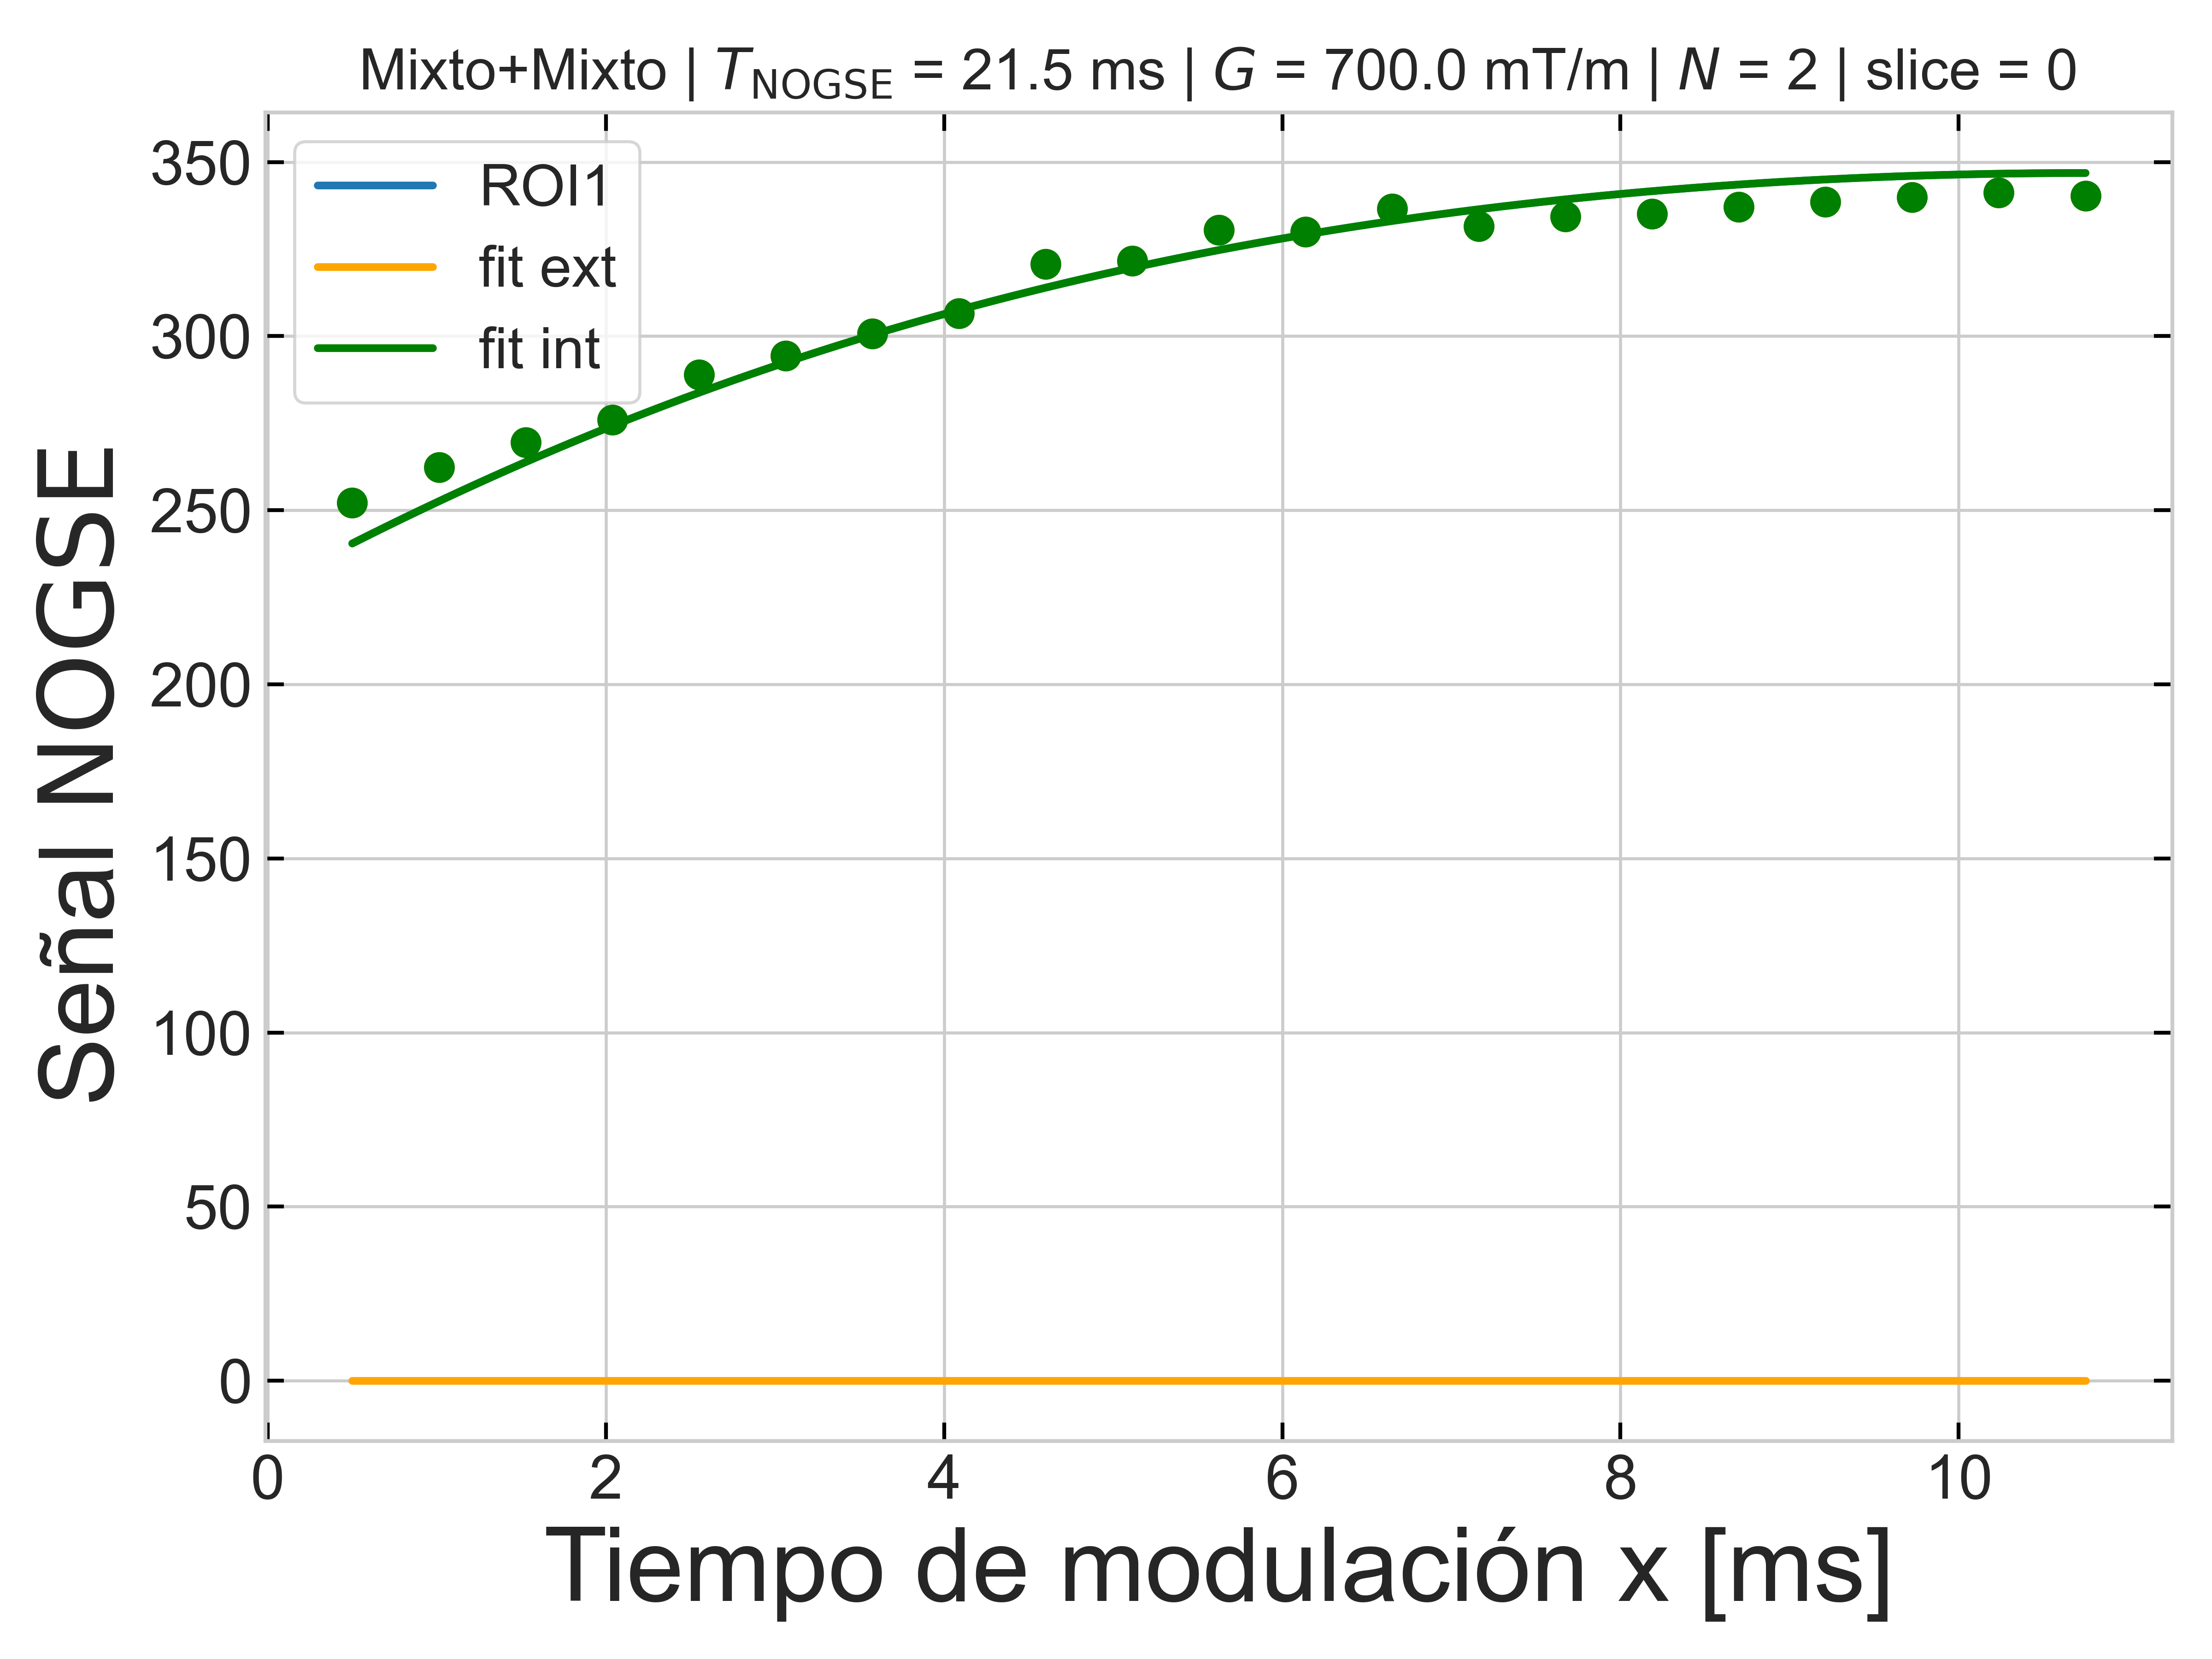 Mixto+Mixto | T_NOGSE = 21.5 ms | G = 700.0 mT/m | N = 2 | slice = 0
ROI1
fit ext
fit int
Señal NOGSE
350
300
250
200
150
100
50
0
0 2 4 6 8 10
Tiempo de modulación x [ms]